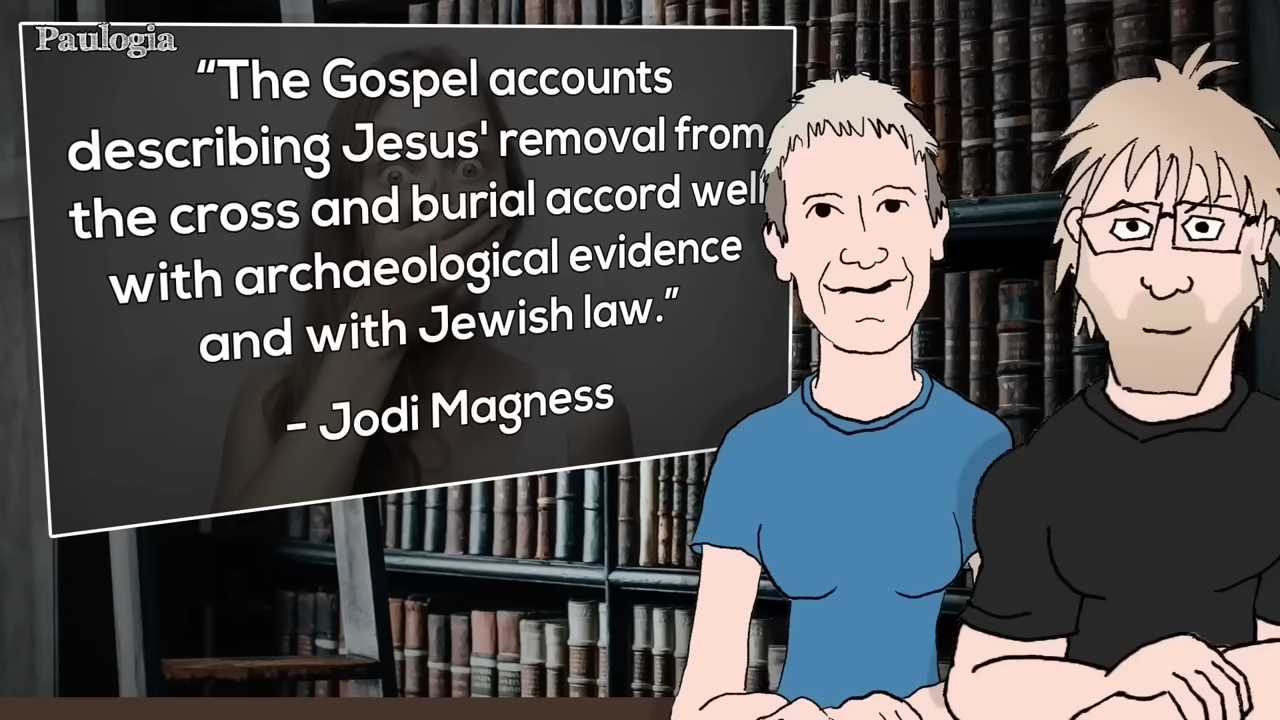 Paulogia
“The Gospel accounts
describing Jesus' removal from
the cross and burial accord well
with archaeological evidence
and with Jewish law.”
- Jodi Magness